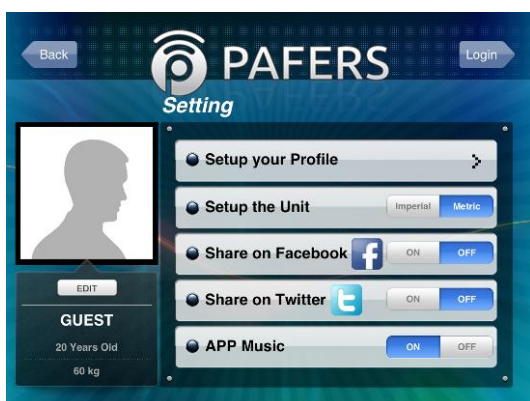 Back
PAFERS
Login
Setting
Setup your Profile
Setup the Unit
Imperial
Metric
Share on Facebook
f
ON
OFF
Share on Twitter
t
ON
OFF
APP Music
ON
OFF
EDIT
GUEST
20 Years Old
60 kg